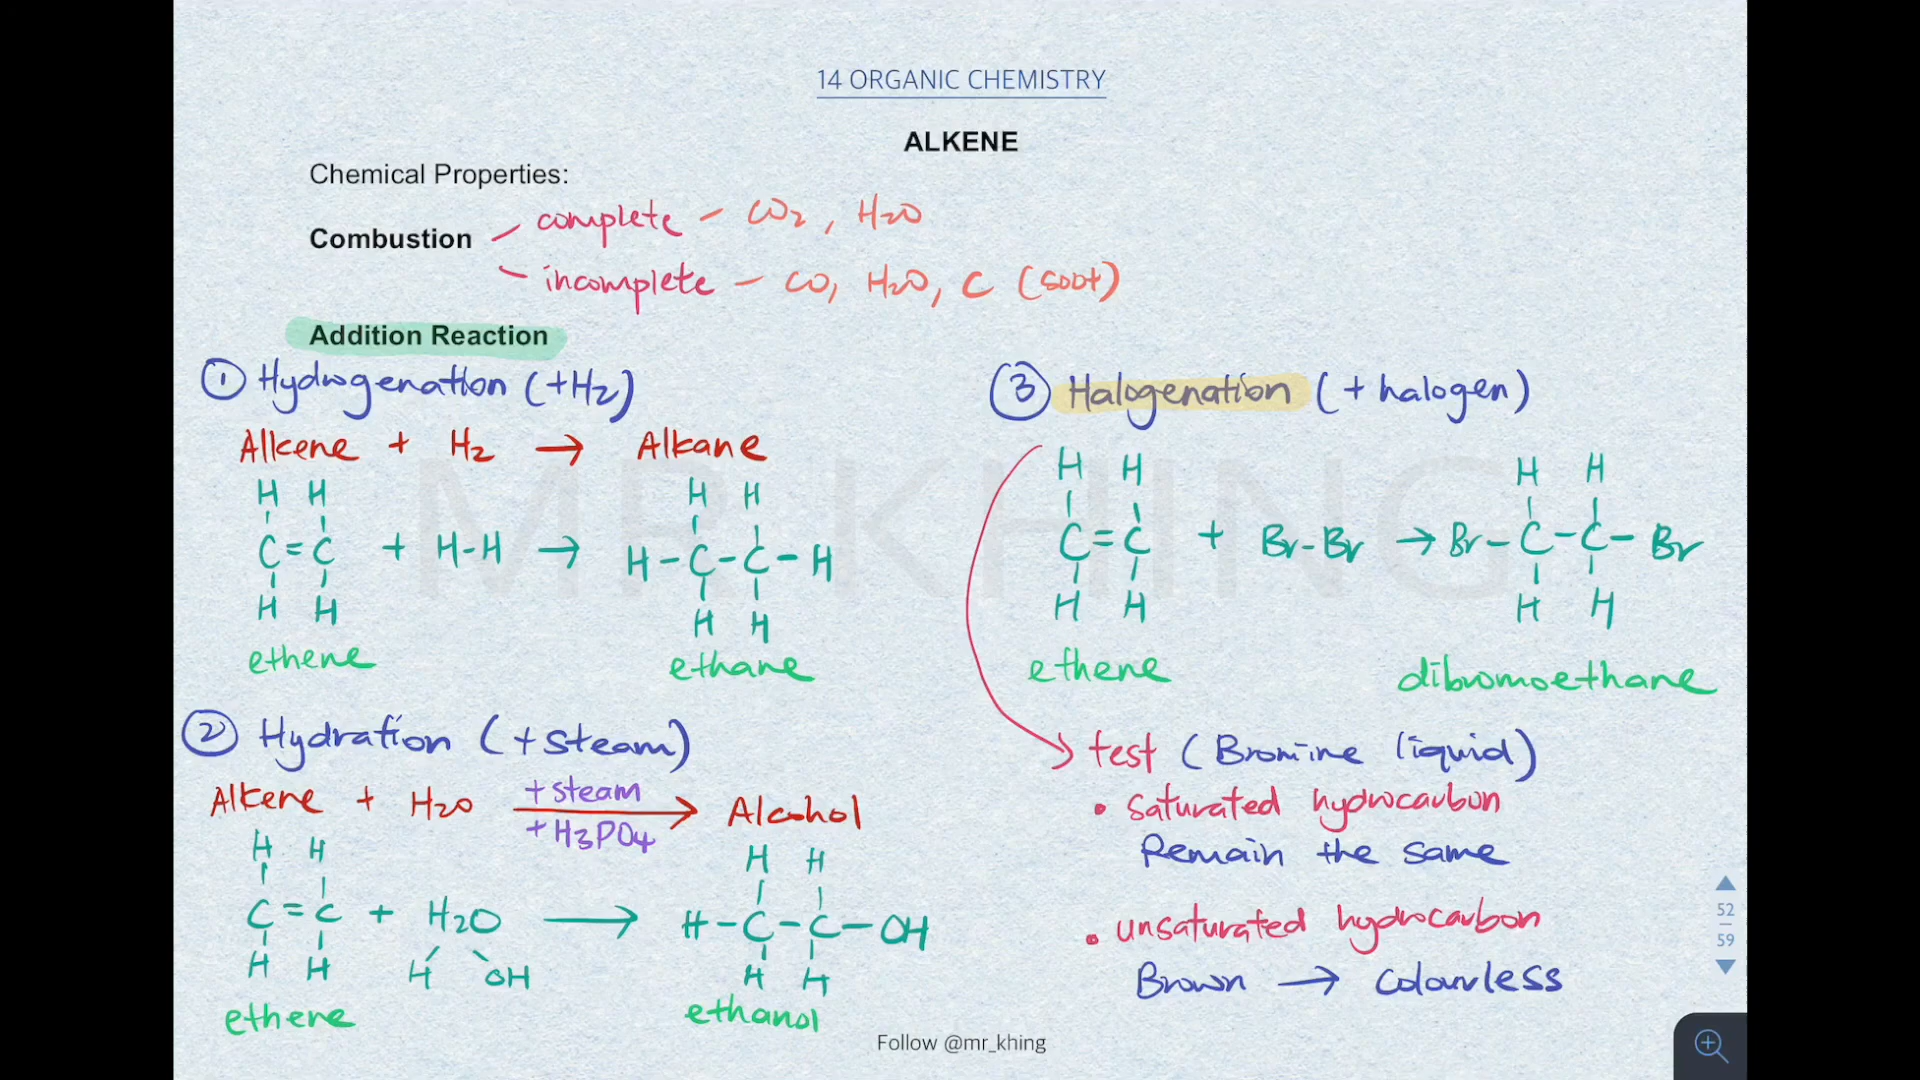 14 ORGANIC CHEMISTRY
ALKENE
Chemical Properties:
Combustion
complete - CO2, H2O
incomplete - CO, H2O, C (soot)
Addition Reaction
① Hydrogenation (+H2)
Alkene + H2 → Alkane
H H
C=C + H-H →
H H
H H
H-C-C-H
H H
ethene
ethane
② Hydration (+steam)
Alkene + H2O → Alcohol
+ steam
+ H3PO4
H H
C=C + H2O →
H H
H OH
H H
H-C-C-OH
H H
ethene
ethanol
③ Halogenation (+ halogen)
H H
C=C + Br-Br →
H H
H H
Br-C-C-Br
H H
ethene
dibromoethane
test (Bromine liquid)
• saturated hydrocarbon
Remain the same
• unsaturated hydrocarbon
Brown → colourless
MR KHING
Follow @mr_khing
52
59